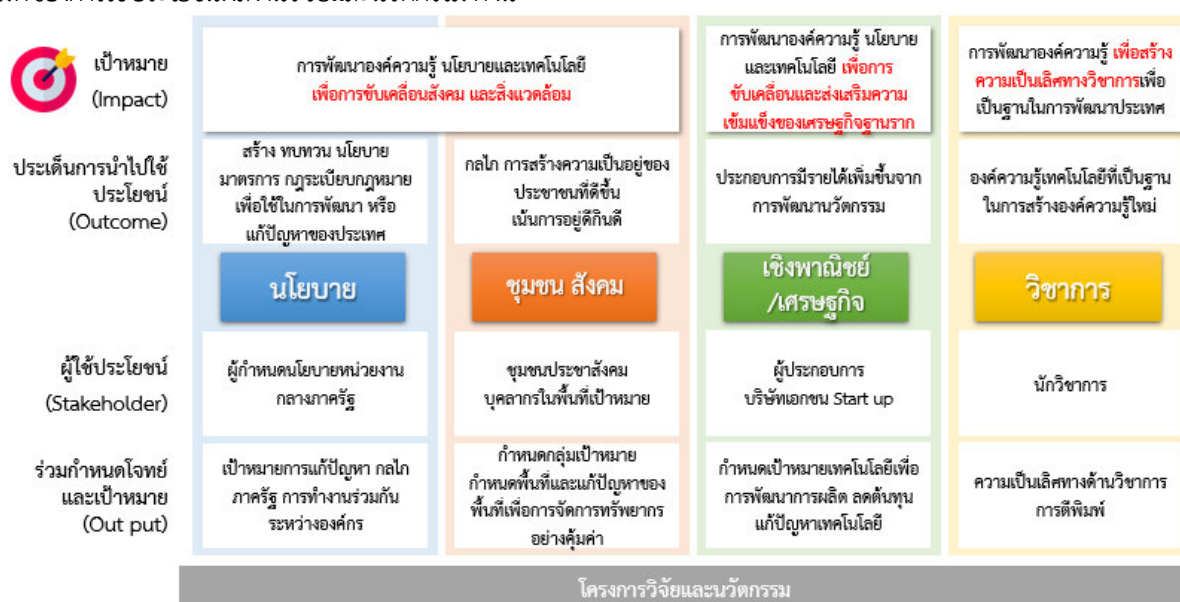 เป้าหมาย
(Impact)
การพัฒนาองค์ความรู้ นโยบายและเทคโนโลยี
เพื่อการขับเคลื่อนสังคม และสิ่งแวดล้อม
การพัฒนาองค์ความรู้ นโยบาย
และเทคโนโลยี เพื่อการ
ขับเคลื่อนและส่งเสริมความ
เข้มแข็งของเศรษฐกิจฐานราก
การพัฒนาองค์ความรู้ เพื่อสร้าง
ความเป็นเลิศทางวิชาการเพื่อ
เป็นฐานในการพัฒนาประเทศ
ประเด็นการนำไปใช้
ประโยชน์
(Outcome)
สร้าง ทบทวน นโยบาย
มาตรการ กฎระเบียบกฎหมาย
เพื่อใช้ในการพัฒนา หรือ
แก้ปัญหาของประเทศ
กลไก การสร้างความเป็นอยู่ของ
ประชาชนที่ดีขึ้น
เน้นการอยู่ดีกินดี
ประกอบการมีรายได้เพิ่มขึ้นจาก
การพัฒนานวัตกรรม
องค์ความรู้เทคโนโลยีที่เป็นฐาน
ในการสร้างองค์ความรู้ใหม่
นโยบาย
ชุมชน สังคม
เชิงพาณิชย์
/เศรษฐกิจ
วิชาการ
ผู้ใช้ประโยชน์
(Stakeholder)
ผู้กำหนดนโยบายหน่วยงาน
กลางภาครัฐ
ชุมชนประชาสังคม
บุคลากรในพื้นที่เป้าหมาย
ผู้ประกอบการ
บริษัทเอกชน Start up
นักวิชาการ
ร่วมกำหนดโจทย์
และเป้าหมาย
(Out put)
เป้าหมายการแก้ปัญหา กลไก
ภาครัฐ การทำงานร่วมกัน
ระหว่างองค์กร
กำหนดกลุ่มเป้าหมาย
กำหนดพื้นที่และแก้ปัญหาของ
พื้นที่เพื่อการจัดการทรัพยากร
อย่างคุ้มค่า
กำหนดเป้าหมายเทคโนโลยีเพื่อ
การพัฒนาการผลิต ลดต้นทุน
แก้ปัญหาเทคโนโลยี
ความเป็นเลิศทางด้านวิชาการ
การตีพิมพ์
โครงการวิจัยและนวัตกรรม